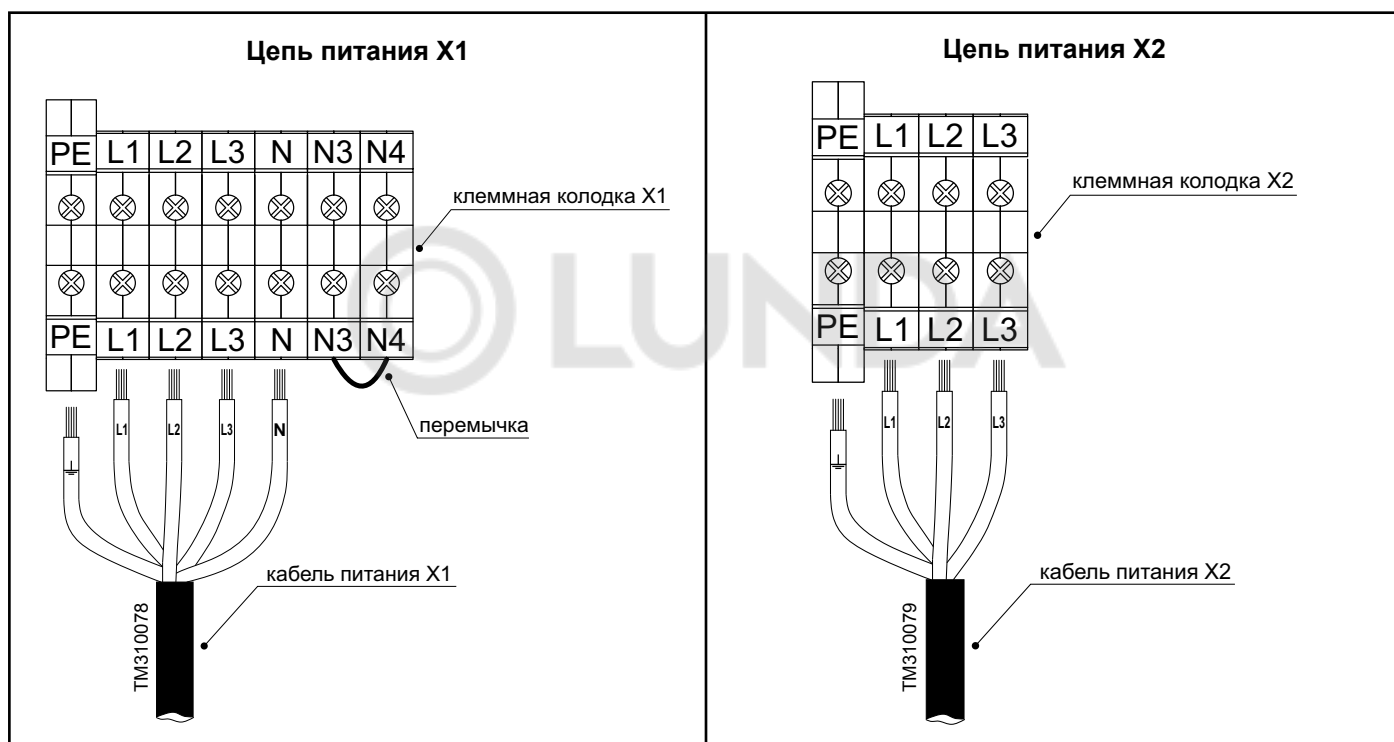 Цепь питания X1
PE L1 L2 L3 N N3 N4
клеммная колодка X1
PE L1 L2 L3 N N3 N4
L1 L2 L3 N
перемычка
кабель питания X1
TM310078
Цепь питания X2
PE L1 L2 L3
клеммная колодка X2
PE L1 L2 L3
L1 L2 L3
кабель питания X2
TM310079
LUNDA